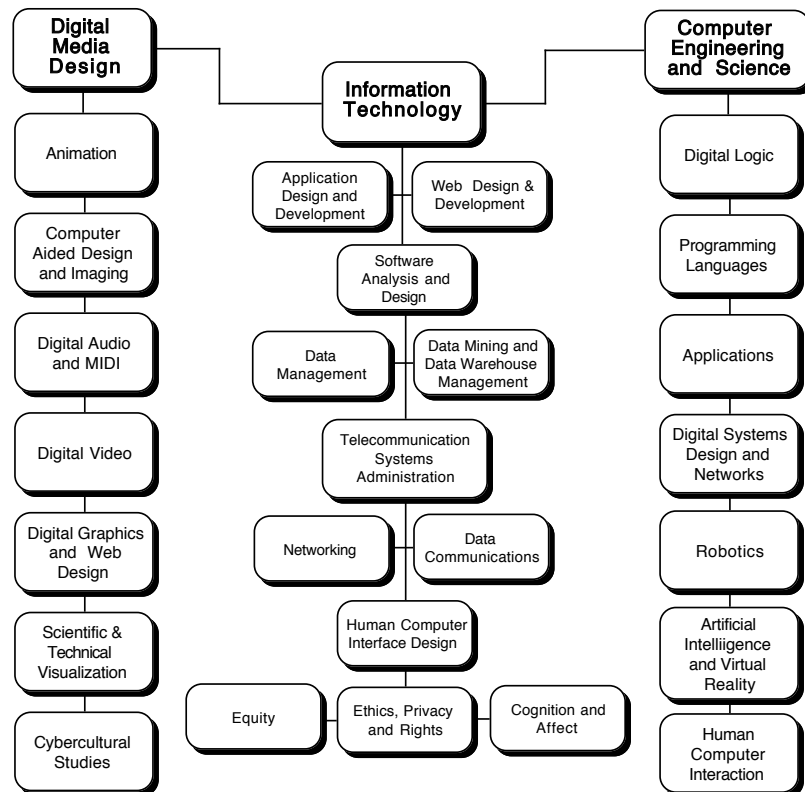 Digital
Media
Design
Animation
Computer
Aided Design
and Imaging
Digital Audio
and MIDI
Digital Video
Digital Graphics
and Web
Design
Scientific &
Technical
Visualization
Cybercultural
Studies
Information
Technology
Application
Design and
Development
Web Design &
Development
Software
Analysis and
Design
Data
Management
Data Mining and
Data Warehouse
Management
Telecommunication
Systems
Administration
Networking
Data
Communications
Human Computer
Interface Design
Equity
Ethics, Privacy
and Rights
Cognition and
Affect
Computer
Engineering
and Science
Digital Logic
Programming
Languages
Applications
Digital Systems
Design and
Networks
Robotics
Artificial
Intelliigence
and Virtual
Reality
Human
Computer
Interaction